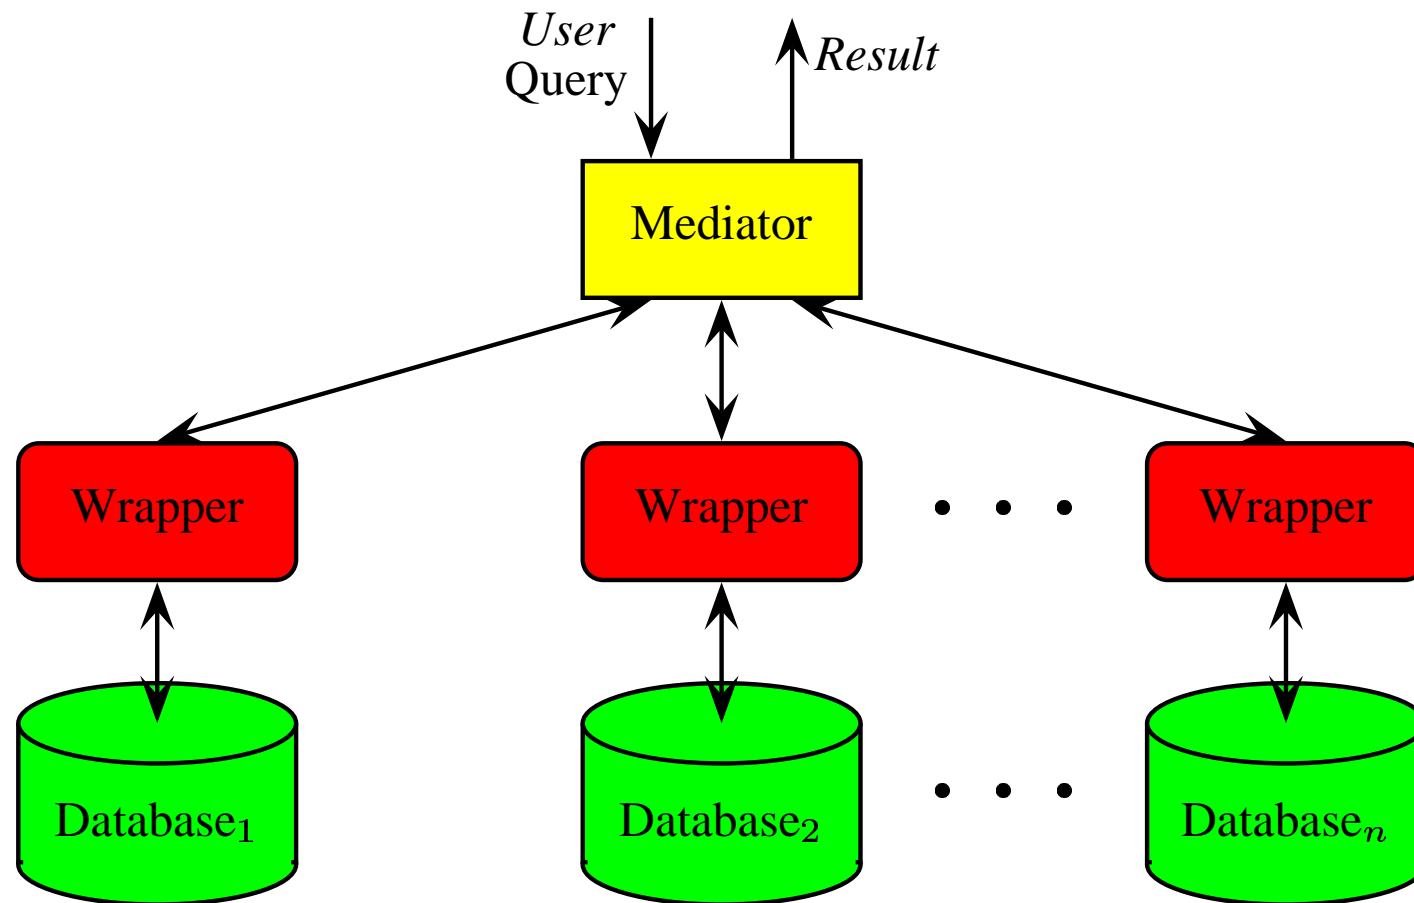 User
Query
Result
Mediator
Wrapper Wrapper . . . Wrapper
Database₁ Database₂ . . . Databaseₙ